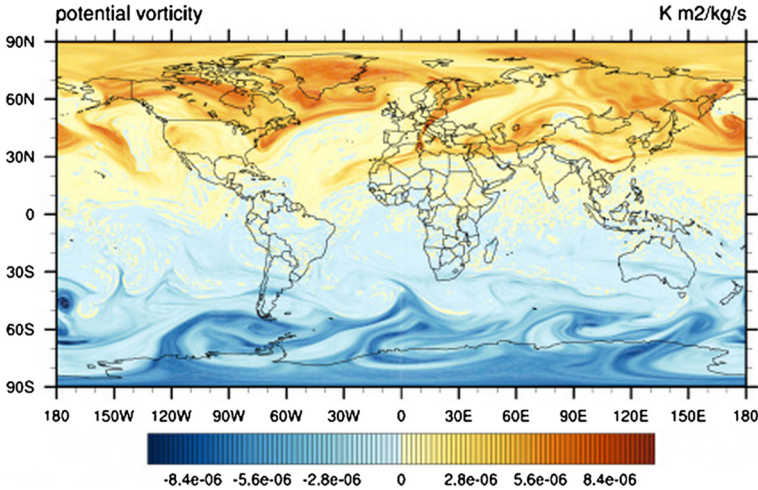 potential vorticity K m2/kg/s
90N
60N
30N
0
30S
60S
90S
180 150W 120W 90W 60W 30W 0 30E 60E 90E 120E 150E 180
-8.4e-06 -5.6e-06 -2.8e-06 0 2.8e-06 5.6e-06 8.4e-06